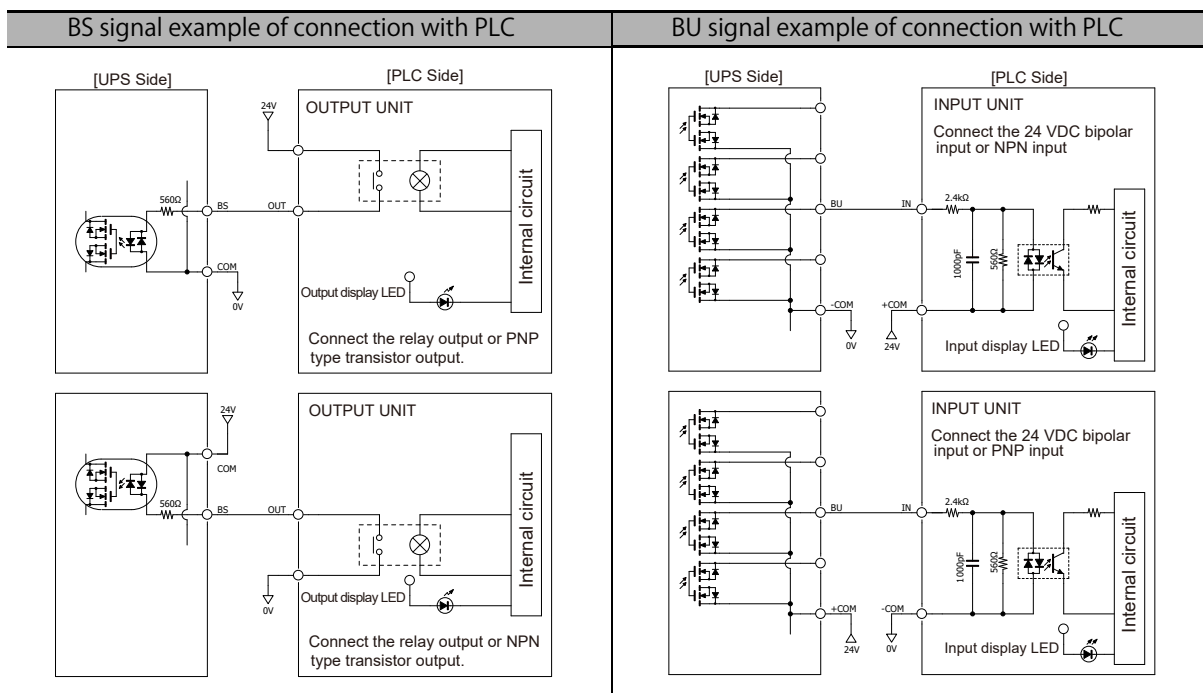 BS signal example of connection with PLC
BU signal example of connection with PLC
[UPS Side]
[PLC Side]
24V
OUTPUT UNIT
560Ω
BS
OUT
COM
0V
Internal circuit
Output display LED
Connect the relay output or PNP
type transistor output.
24V
OUTPUT UNIT
COM
560Ω
BS
OUT
0V
Internal circuit
Output display LED
Connect the relay output or NPN
type transistor output.
[UPS Side]
[PLC Side]
INPUT UNIT
Connect the 24 VDC bipolar
input or NPN input
BU
IN
2.4kΩ
1000pF
560Ω
Internal circuit
-COM
+COM
0V
24V
Input display LED
INPUT UNIT
Connect the 24 VDC bipolar
input or PNP input
BU
IN
2.4kΩ
1000pF
560Ω
Internal circuit
+COM
-COM
24V
0V
Input display LED